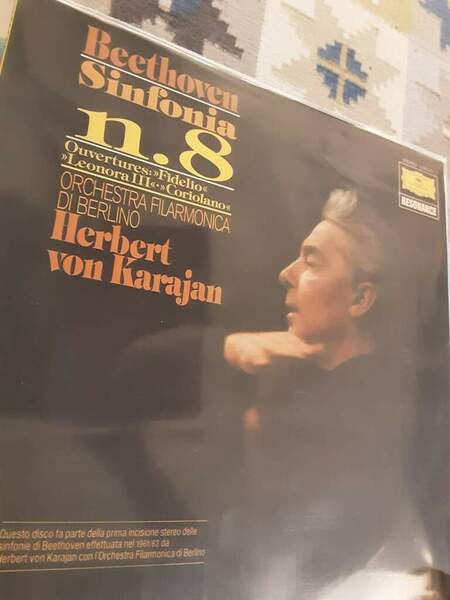 Beethoven
Sinfonia
n.8
Ouvertures: »Fidelio«
»Leonora III«·»Coriolano«
ORCHESTRA FILARMONICA
DI BERLINO
Herbert
von Karajan
RESONANCE
Questo disco fa parte della prima incisione stereo delle
sinfonie di Beethoven effettuata nel 1961/62 da
Herbert von Karajan con l'Orchestra Filarmonica di Berlino